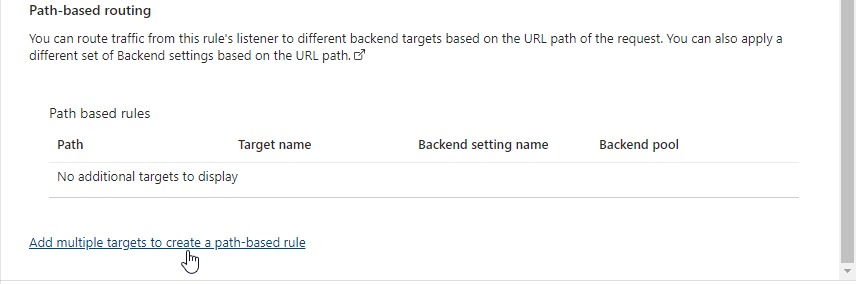 Path-based routing
You can route traffic from this rule's listener to different backend targets based on the URL path of the request. You can also apply a
different set of Backend settings based on the URL path.
Path based rules
Path Target name Backend setting name Backend pool
No additional targets to display
Add multiple targets to create a path-based rule